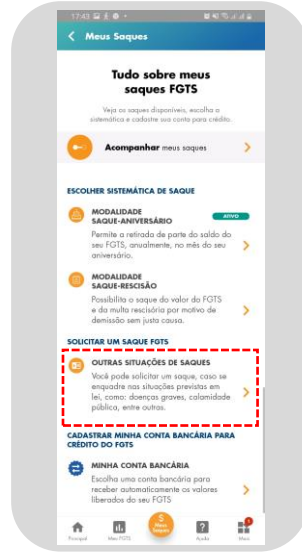 17:43
Meus Saques
Tudo sobre meus
saques FGTS
Veja os saques disponíveis, escolha a
sistemática e cadastre sua conta para crédito.
Acompanhar meus saques
ESCOLHER SISTEMÁTICA DE SAQUE
MODALIDADE
SAQUE-ANIVERSÁRIO
ATIVO
Permite a retirada de parte do saldo do
seu FGTS, anualmente, no mês do seu
aniversário.
MODALIDADE
SAQUE-RESCISÃO
Possibilita o saque do valor do FGTS
e da multa rescisória por motivo de
demissão sem justa causa.
SOLICITAR UM SAQUE FGTS
OUTRAS SITUAÇÕES DE SAQUES
Você pode solicitar um saque, caso se
enquadre nas situações previstas em
lei, como: doenças graves, calamidade
pública, entre outras.
CADASTRAR MINHA CONTA BANCÁRIA PARA
CRÉDITO DO FGTS
MINHA CONTA BANCÁRIA
Escolha uma conta bancária para
receber automaticamente os valores
liberados do seu FGTS
Principal
Meu FGTS
Meus
Saques
Ajuda
Mais